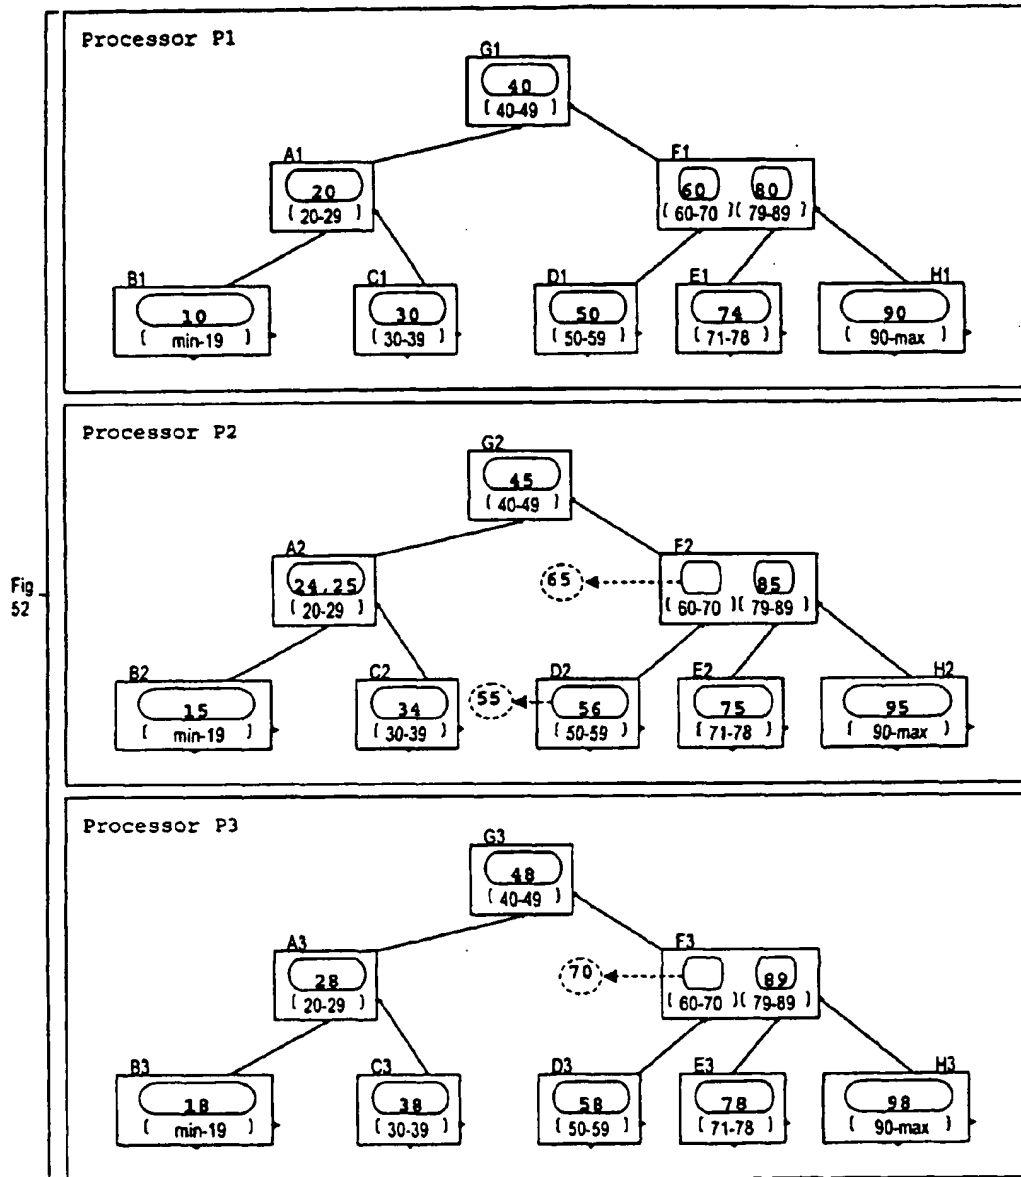 Fig
52
Processor P1
G1
40
( 40-49 )
A1
20
( 20-29 )
F1
60 80
( 60-70 )( 79-89 )
B1
10
( min-19 )
C1
30
( 30-39 )
D1
50
( 50-59 )
E1
74
( 71-78 )
H1
90
( 90-max )
Processor P2
G2
45
( 40-49 )
A2
24,25
( 20-29 )
65
F2
85
( 60-70 )( 79-89 )
B2
15
( min-19 )
C2
34
( 30-39 )
55
D2
56
( 50-59 )
E2
75
( 71-78 )
H2
95
( 90-max )
Processor P3
G3
48
( 40-49 )
A3
28
( 20-29 )
70
F3
89
( 60-70 )( 79-89 )
B3
18
( min-19 )
C3
38
( 30-39 )
D3
58
( 50-59 )
E3
78
( 71-78 )
H3
98
( 90-max )